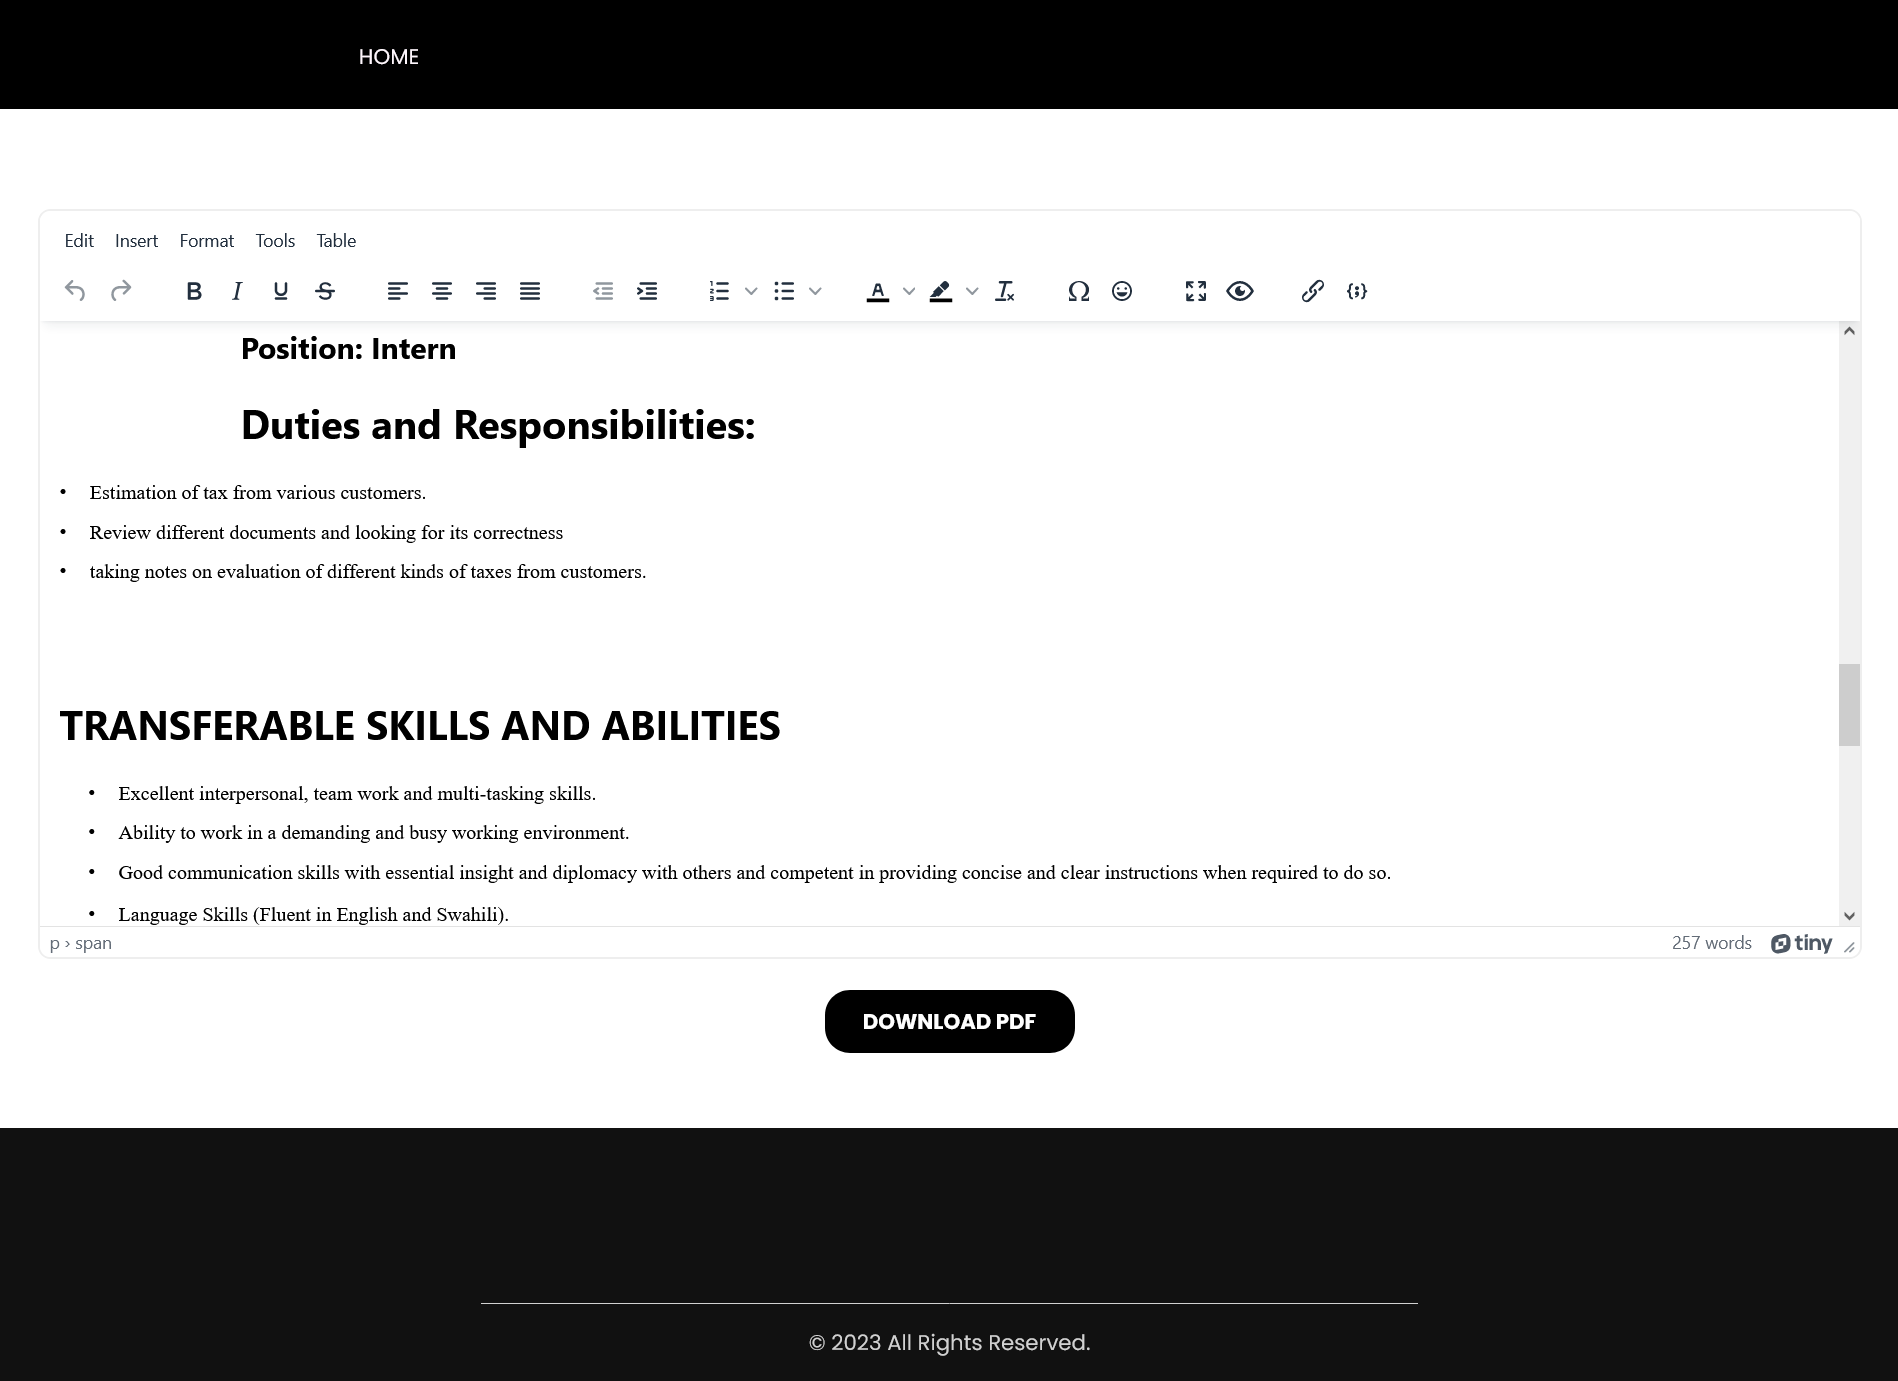 HOME
Edit Insert Format Tools Table
Position: Intern
Duties and Responsibilities:
• Estimation of tax from various customers.
• Review different documents and looking for its correctness
• taking notes on evaluation of different kinds of taxes from customers.
TRANSFERABLE SKILLS AND ABILITIES
• Excellent interpersonal, team work and multi-tasking skills.
• Ability to work in a demanding and busy working environment.
• Good communication skills with essential insight and diplomacy with others and competent in providing concise and clear instructions when required to do so.
• Language Skills (Fluent in English and Swahili).
p › span
257 words tiny
DOWNLOAD PDF
© 2023 All Rights Reserved.